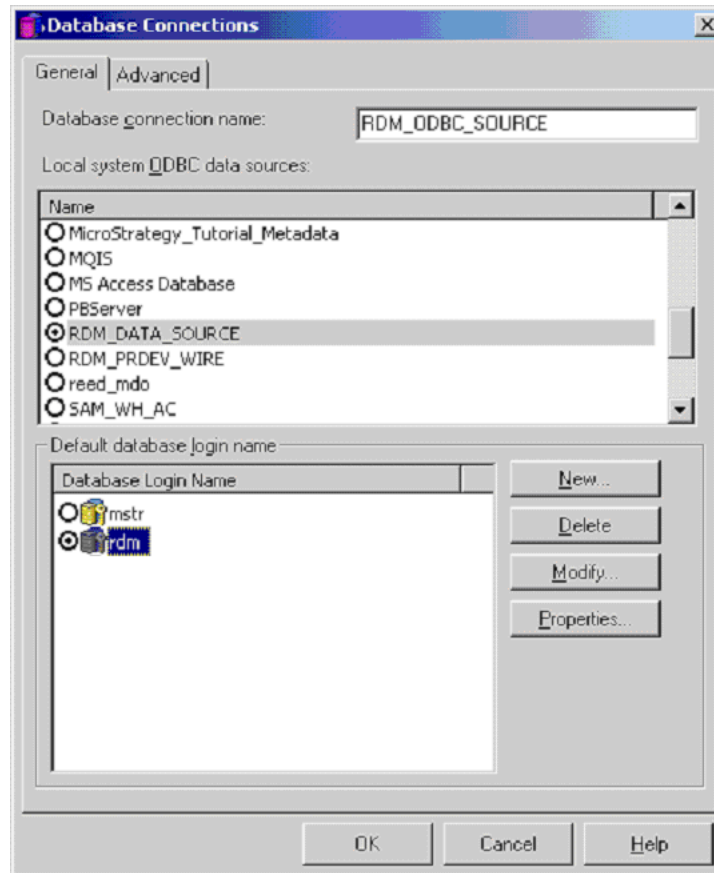 Database Connections
General
Advanced
Database connection name:
RDM_ODBC_SOURCE
Local system ODBC data sources:
Name
MicroStrategy_Tutorial_Metadata
MQIS
MS Access Database
PBServer
RDM_DATA_SOURCE
RDM_PRDEV_WIRE
reed_mdo
SAM_WH_AC
Default database login name
Database Login Name
mstr
rdm
New...
Delete
Modify...
Properties...
OK
Cancel
Help